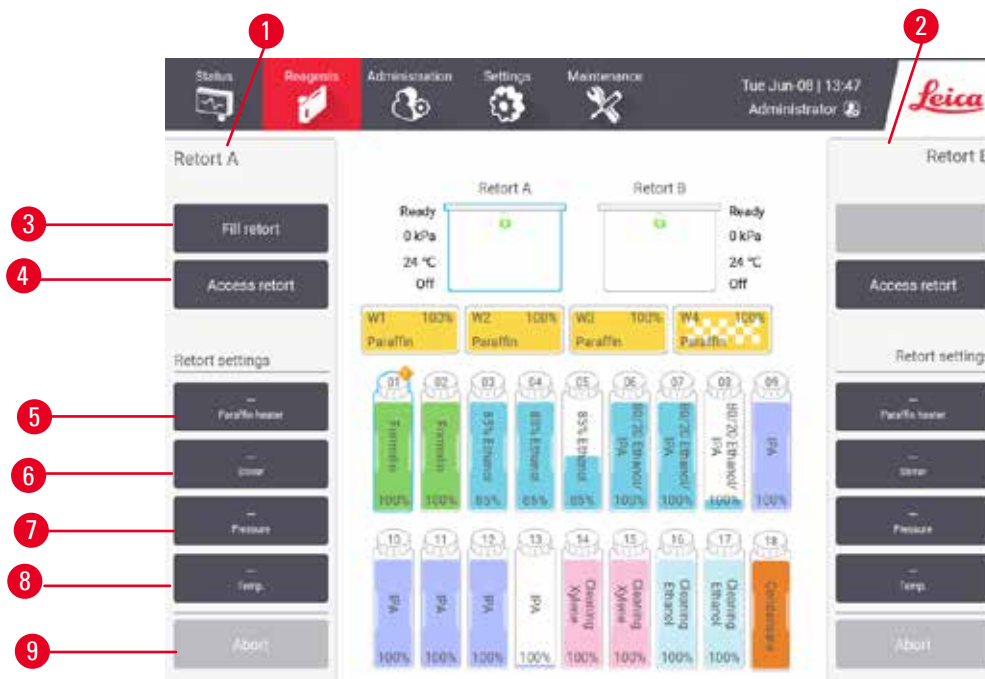 1
2
Status
Reagents
Administration
Settings
Maintenance
Tue Jun-08 | 13:47
Administrator
Leica
Retort A
3
Fill retort
4
Access retort
Retort settings
5
--
Paraffin heater
6
--
Stirrer
7
--
Pressure
8
--
Temp.
9
Abort
Retort A
Retort B
Ready
0 kPa
24 °C
Off
Ready
0 kPa
24 °C
Off
W1 100%
Paraffin
W2 100%
Paraffin
W3 100%
Paraffin
W4 100%
Paraffin
01
Formalin
100%
02
Formalin
100%
03
85% Ethanol
85%
04
85% Ethanol
85%
05
85% Ethanol
85%
06
80/20 Ethanol/
IPA
100%
07
80/20 Ethanol/
IPA
100%
08
80/20 Ethanol/
IPA
100%
09
IPA
100%
10
IPA
100%
11
IPA
100%
12
IPA
100%
13
IPA
100%
14
Cleaning
Xylene
100%
15
Cleaning
Xylene
100%
16
Cleaning
Ethanol
100%
17
Cleaning
Ethanol
100%
18
Condensate
Retort B
Access retort
Retort settings
--
Paraffin heater
--
Stirrer
--
Pressure
--
Temp.
Abort